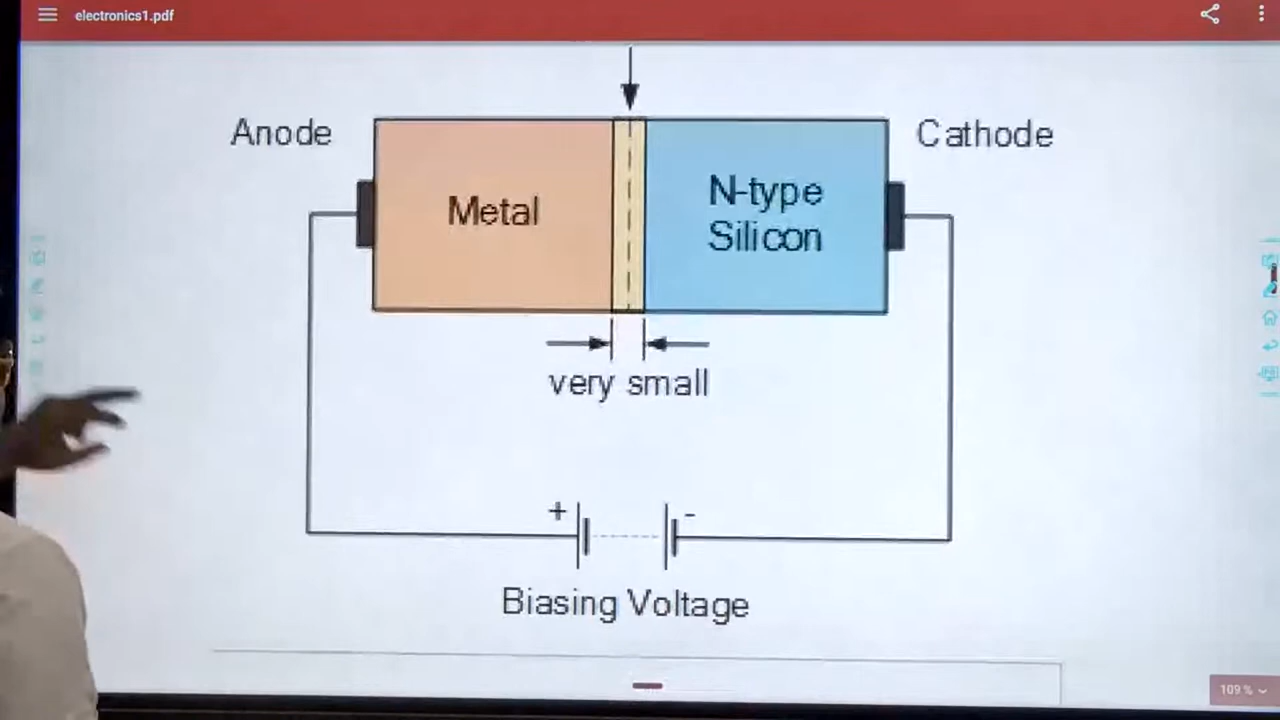 electronics1.pdf
Anode
Cathode
Metal
N-type
Silicon
very small
+
-
Biasing Voltage
109 %